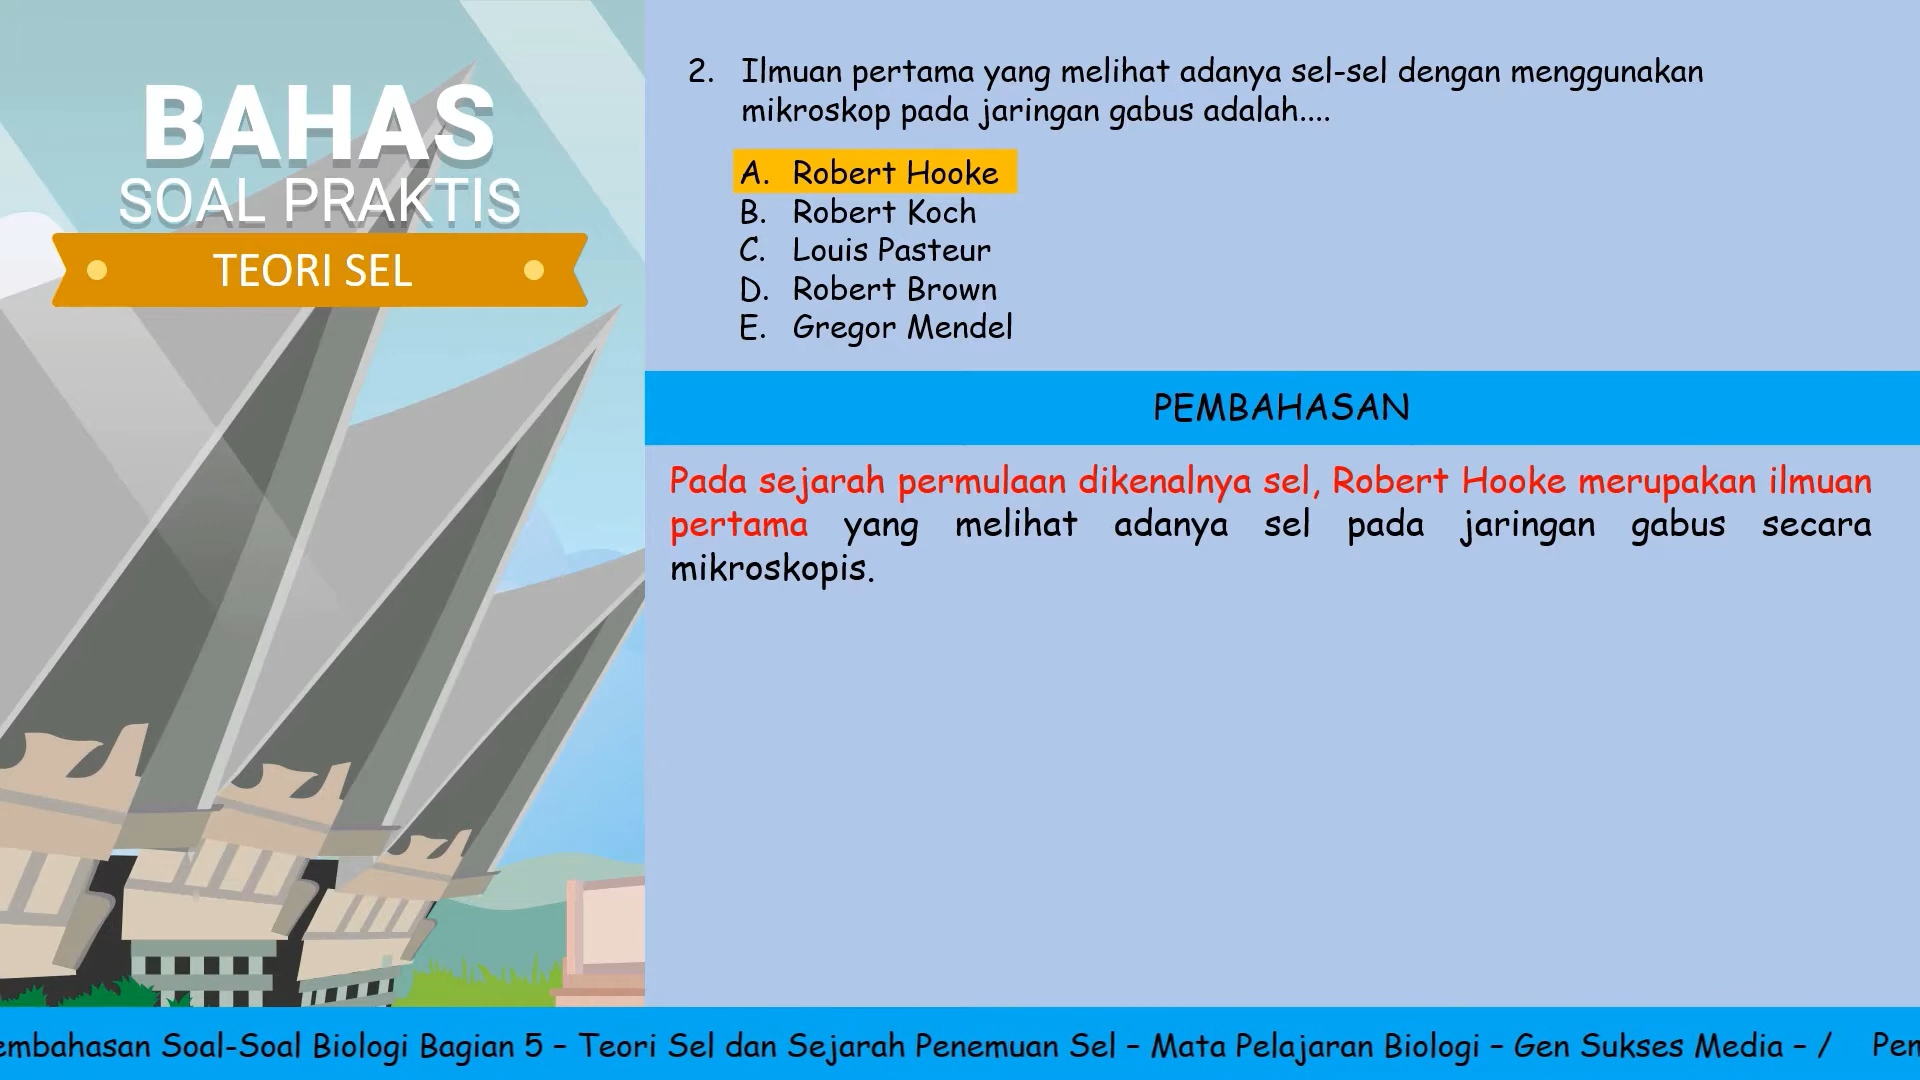 BAHAS
SOAL PRAKTIS
TEORI SEL
2. Ilmuan pertama yang melihat adanya sel-sel dengan menggunakan
mikroskop pada jaringan gabus adalah....
A. Robert Hooke
B. Robert Koch
C. Louis Pasteur
D. Robert Brown
E. Gregor Mendel
PEMBAHASAN
Pada sejarah permulaan dikenalnya sel, Robert Hooke merupakan ilmuan
pertama yang melihat adanya sel pada jaringan gabus secara
mikroskopis.
embahasan Soal-Soal Biologi Bagian 5 – Teori Sel dan Sejarah Penemuan Sel – Mata Pelajaran Biologi – Gen Sukses Media – / Pem